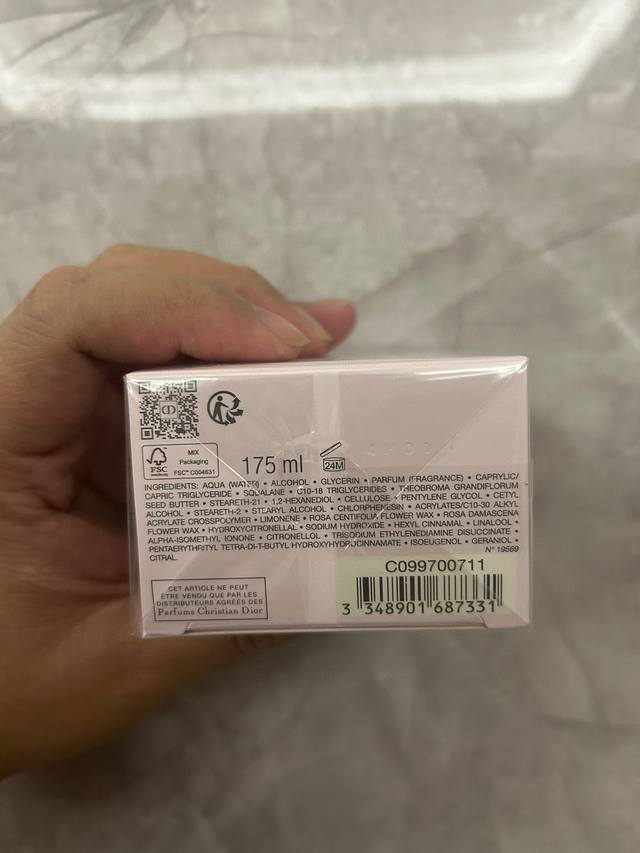 CD
FSC
MIX
Packaging
FSC™ C004631
175 ml
24M
INGREDIENTS: AQUA (WATER) • ALCOHOL • GLYCERIN • PARFUM (FRAGRANCE) • CAPRYLIC/
CAPRIC TRIGLYCERIDE • SQUALANE • C10-18 TRIGLYCERIDES • THEOBROMA GRANDIFLORUM
SEED BUTTER • STEARETH-21 • 1,2-HEXANEDIOL • CELLULOSE • PENTYLENE GLYCOL • CETYL
ALCOHOL • STEARETH-2 • STEARYL ALCOHOL • CHLORPHENESIN • ACRYLATES/C10-30 ALKYL
ACRYLATE CROSSPOLYMER • LIMONENE • ROSA CENTIFOLIA FLOWER WAX • ROSA DAMASCENA
FLOWER WAX • HYDROXYCITRONELLAL • SODIUM HYDROXIDE • HEXYL CINNAMAL • LINALOOL •
ALPHA-ISOMETHYL IONONE • CITRONELLOL • TRISODIUM ETHYLENEDIAMINE DISUCCINATE •
PENTAERYTHRITYL TETRA-DI-T-BUTYL HYDROXYHYDROCINNAMATE • ISOEUGENOL • GERANIOL •
CITRAL.
N° 19569
CET ARTICLE NE PEUT
ÊTRE VENDU QUE PAR LES
DISTRIBUTEURS AGRÉÉS DES
Parfums Christian Dior
C099700711
3 348901 687331